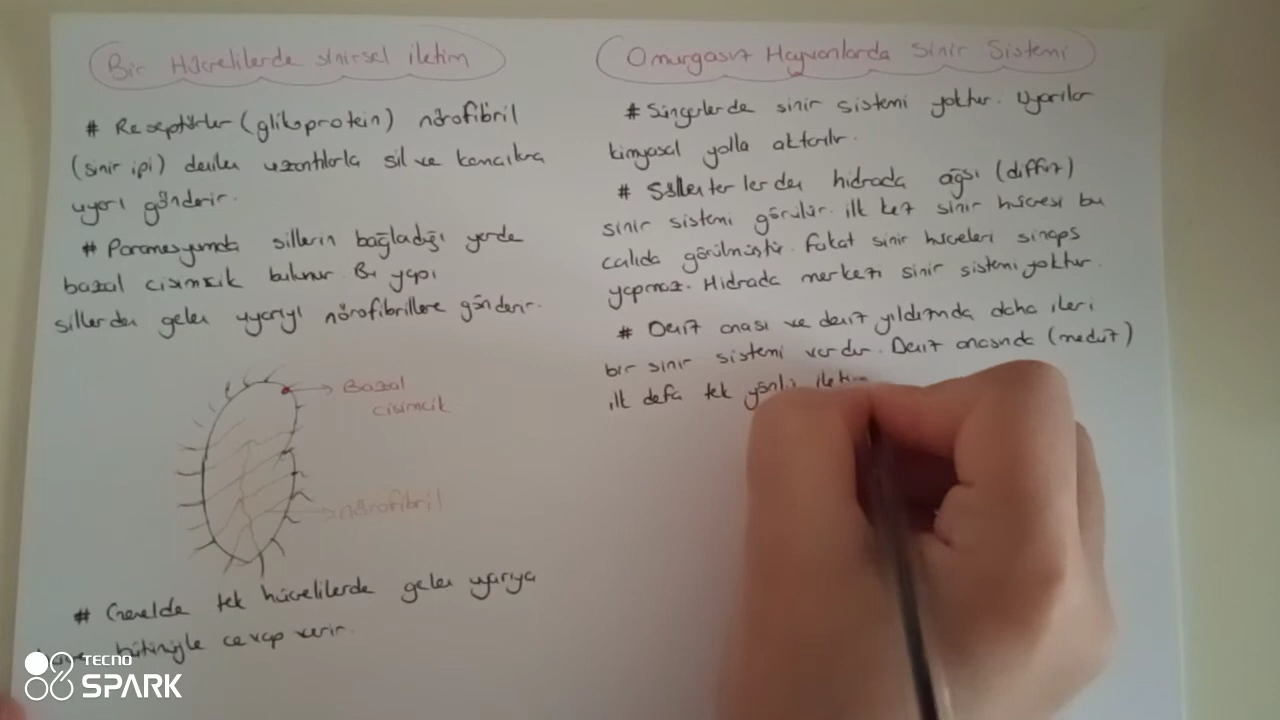 Bir Hücrelilerde sinirsel iletim
# Reseptörler (glikoprotein) nörofibril
(sinir ipi) denilen uzantılarla sil ve kamçılara
uyarı gönderir.
# Paramesyumda sillerin bağladığı yerde
bazal cisimcik bulunur. Bu yapı
sillerden gelen uyarıyı nörofibrillere gönderir.
Bazal
cisimcik
nörofibril
# Genelde tek hücrelilerde gelen uyarıya
bütünüyle cevap verir.
Omurgasız Hayvanlarda Sinir Sistemi
# Süngerlerde sinir sistemi yoktur. Uyarılar
kimyasal yolla aktarılır.
# Sölenterlerden hidrada ağsı (diffüz)
sinir sistemi görülür. ilk kez sinir hücresi bu
canlıda görülmüştür. Fakat sinir hücreleri sinaps
yapmaz. Hidrada merkezi sinir sistemi yoktur.
# Deniz anası ve deniz yıldızında daha ileri
bir sinir sistemi vardır. Deniz anasında (medüz)
ilk defa tek yönlü iletim
TECNO
SPARK